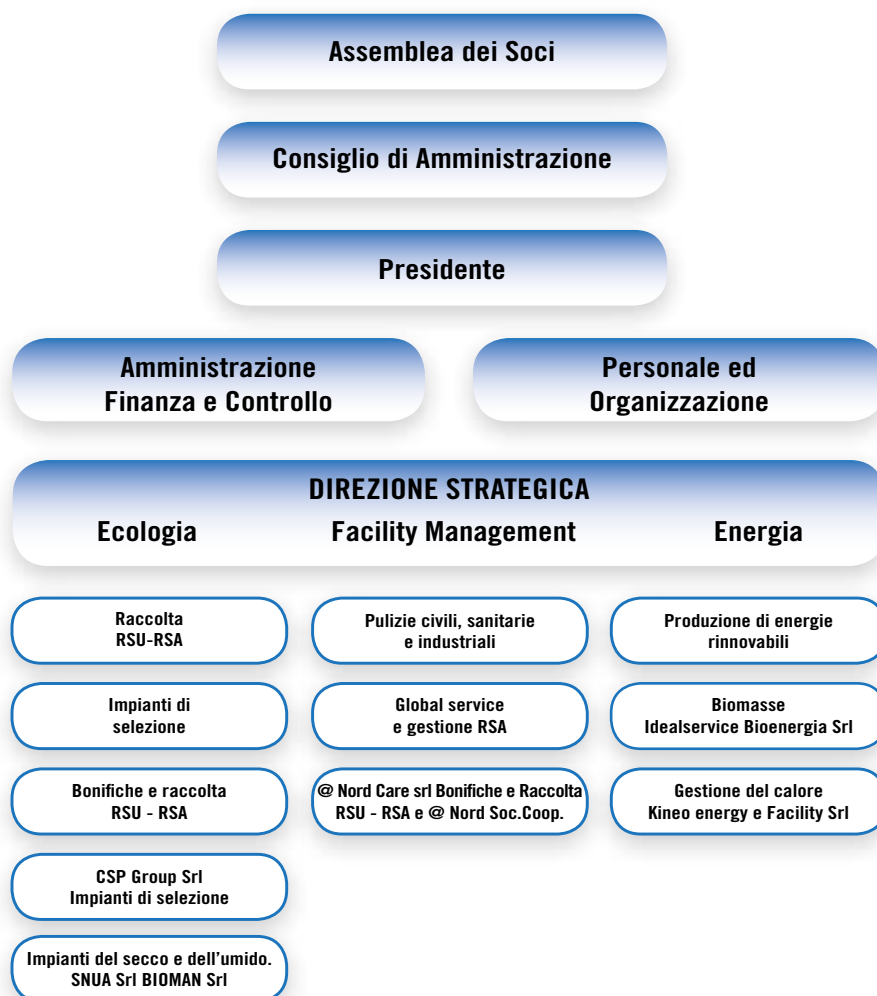 Assemblea dei Soci
Consiglio di Amministrazione
Presidente
Amministrazione
Finanza e Controllo
Personale ed
Organizzazione
DIREZIONE STRATEGICA
Ecologia
Facility Management
Energia
Raccolta
RSU-RSA
Impianti di
selezione
Bonifiche e raccolta
RSU - RSA
CSP Group Srl
Impianti di selezione
Impianti del secco e dell'umido.
SNUA Srl BIOMAN Srl
Pulizie civili, sanitarie
e industriali
Global service
e gestione RSA
@ Nord Care srl Bonifiche e Raccolta
RSU - RSA e @ Nord Soc.Coop.
Produzione di energie
rinnovabili
Biomasse
Idealservice Bioenergia Srl
Gestione del calore
Kineo energy e Facility Srl